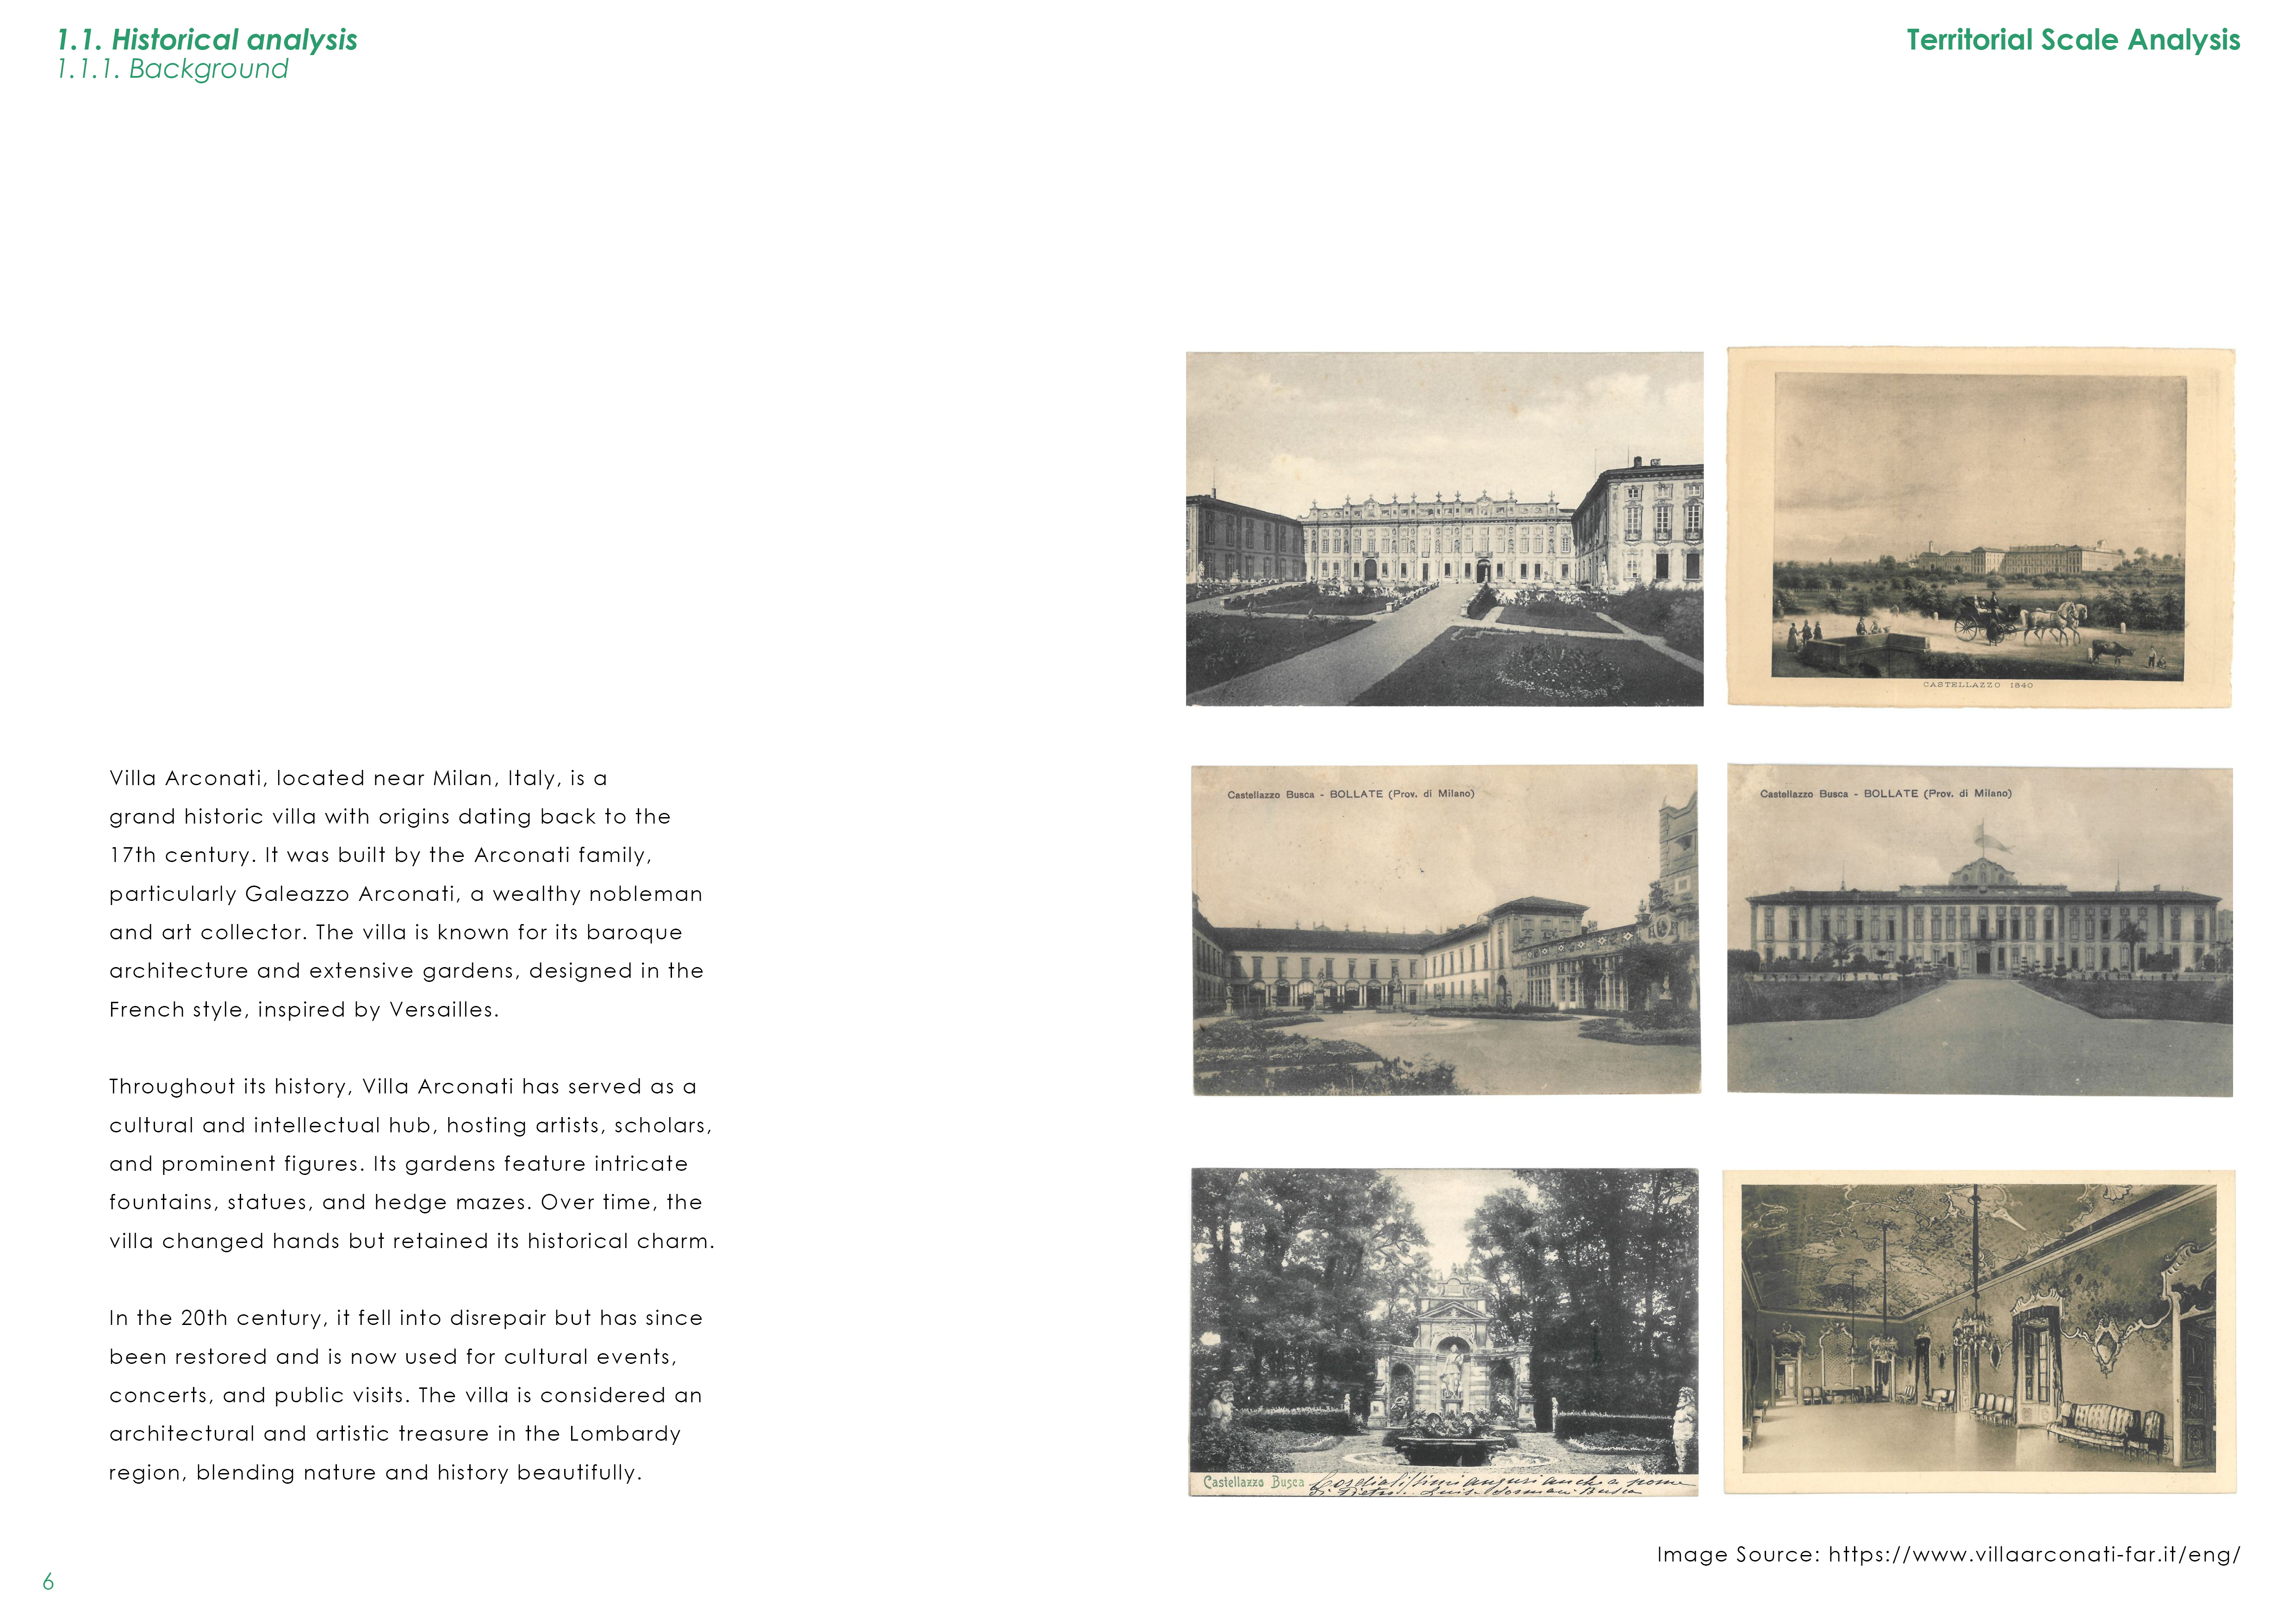 1.1. Historical analysis
1.1.1. Background
Territorial Scale Analysis
Villa Arconati, located near Milan, Italy, is a
grand historic villa with origins dating back to the
17th century. It was built by the Arconati family,
particularly Galeazzo Arconati, a wealthy nobleman
and art collector. The villa is known for its baroque
architecture and extensive gardens, designed in the
French style, inspired by Versailles.
Throughout its history, Villa Arconati has served as a
cultural and intellectual hub, hosting artists, scholars,
and prominent figures. Its gardens feature intricate
fountains, statues, and hedge mazes. Over time, the
villa changed hands but retained its historical charm.
In the 20th century, it fell into disrepair but has since
been restored and is now used for cultural events,
concerts, and public visits. The villa is considered an
architectural and artistic treasure in the Lombardy
region, blending nature and history beautifully.
CASTELLAZZO 1840
Castellazzo Busca - BOLLATE (Prov. di Milano)
Castellazzo Busca - BOLLATE (Prov. di Milano)
Castellazzo Busca
Cordialissimi auguri anche a nome
di Pietro. Busca
Image Source: https://www.villaarconati-far.it/eng/
6